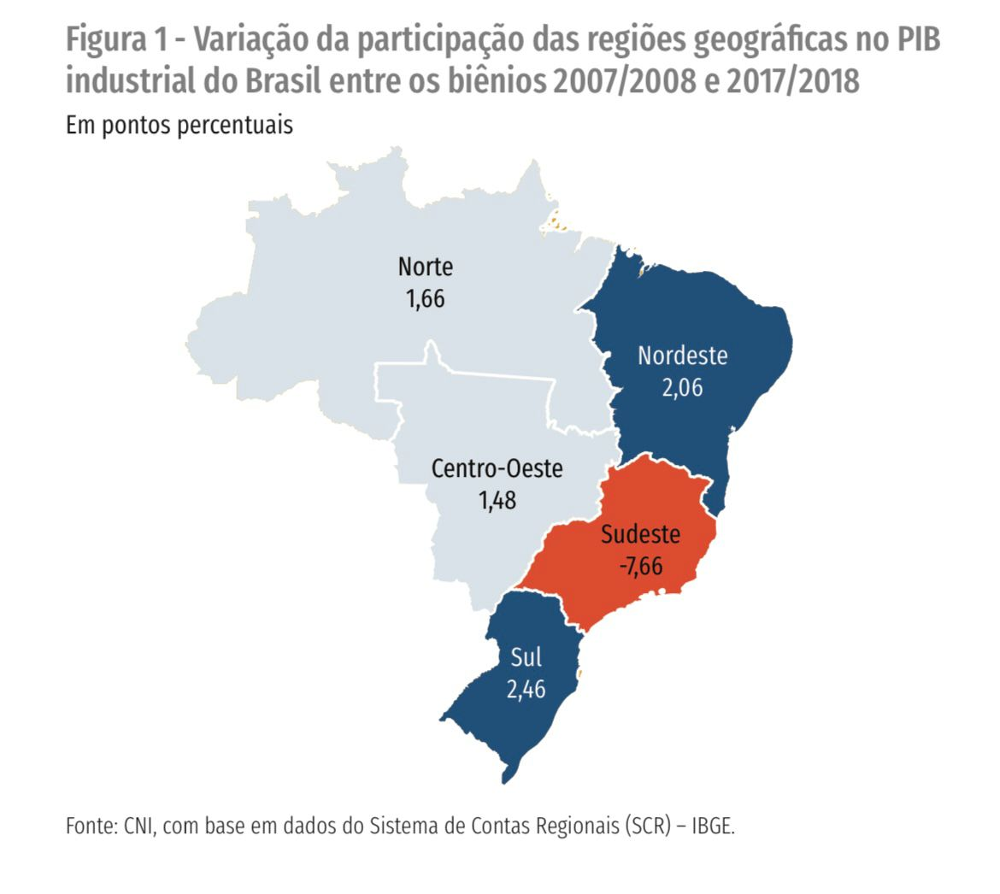 Figura 1 - Variação da participação das regiões geográficas no PIB
industrial do Brasil entre os biênios 2007/2008 e 2017/2018
Em pontos percentuais
Norte
1,66
Nordeste
2,06
Centro-Oeste
1,48
Sudeste
-7,66
Sul
2,46
Fonte: CNI, com base em dados do Sistema de Contas Regionais (SCR) – IBGE.